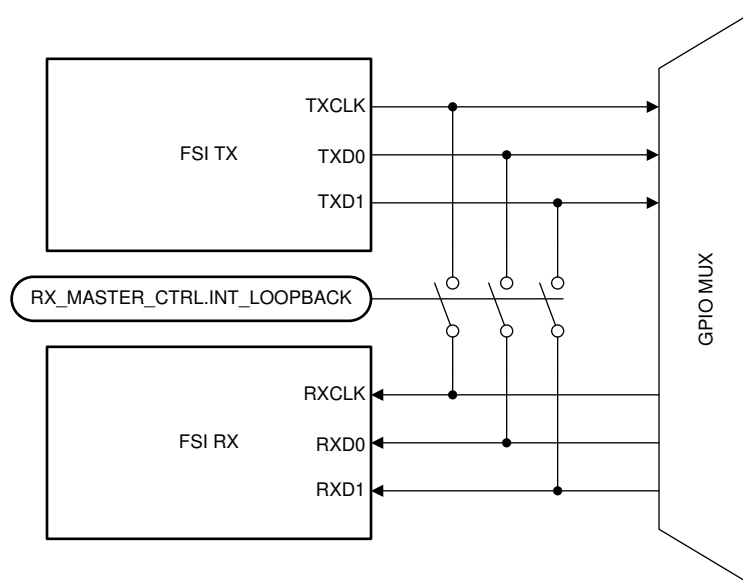 TXCLK
FSI TX
TXD0
TXD1
RX_MASTER_CTRL.INT_LOOPBACK
GPIO MUX
RXCLK
FSI RX
RXD0
RXD1